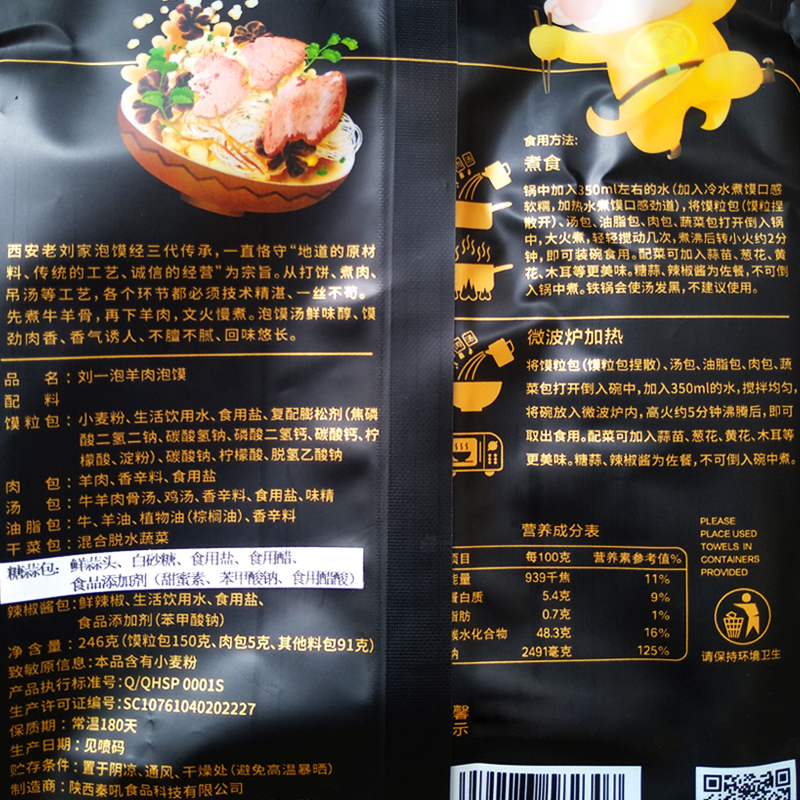 西安老刘家泡馍经三代传承，一直恪守“地道的原材
料、传统的工艺、诚信的经营”为宗旨。从打饼、煮肉、
吊汤等工艺，各个环节都必须技术精湛、一丝不苟。
先煮牛羊骨，再下羊肉，文火慢煮。泡馍汤鲜味醇、馍
劲肉香、香气诱人、不膻不腻、回味悠长。
品 名：刘一泡羊肉泡馍
配 料
馍粒包：小麦粉、生活饮用水、食用盐、复配膨松剂（焦磷
酸二氢二钠、碳酸氢钠、磷酸二氢钙、碳酸钙、柠
檬酸、淀粉）、碳酸钠、柠檬酸、脱氢乙酸钠
肉 包：羊肉、香辛料、食用盐
汤 包：牛羊肉骨汤、鸡汤、香辛料、食用盐、味精
油脂包：牛、羊油、植物油（棕榈油）、香辛料
干菜包：混合脱水蔬菜
糖蒜包：鲜蒜头、白砂糖、食用盐、食用醋、
食品添加剂（甜蜜素、苯甲酸钠、食用醋酸）
辣椒酱包：鲜辣椒、生活饮用水、食用盐、
食品添加剂（苯甲酸钠）
净含量：246克（馍粒包150克、肉包5克、其他料包91克）
致敏原信息：本品含有小麦粉
产品执行标准号：Q/QHSP 0001S
生产许可证编号：SC10761040202227
保质期：常温180天
生产日期：见喷码
贮存条件：置于阴凉、通风、干燥处（避免高温暴晒）
制造商：陕西秦吼食品科技有限公司
食用方法：
煮食
锅中加入350ml左右的水（加入冷水煮馍口感
软糯，加热水煮馍口感劲道），将馍粒包（馍粒捏
散开）、汤包、油脂包、肉包、蔬菜包打开倒入锅
中，大火煮，轻轻搅动几次，煮沸后转小火约2分
钟，即可装碗食用。配菜可加入蒜苗、葱花、黄
花、木耳等更美味。糖蒜、辣椒酱为佐餐，不可倒
入锅中煮。铁锅会使汤发黑，不建议使用。
微波炉加热
将馍粒包（馍粒包捏散）、汤包、油脂包、肉包、蔬
菜包打开倒入碗中，加入350ml的水，搅拌均匀，
将碗放入微波炉内，高火约5分钟沸腾后，即可
取出食用。配菜可加入蒜苗、葱花、黄花、木耳等
更美味。糖蒜、辣椒酱为佐餐，不可倒入碗中煮。
营养成分表
项目 每100克 营养素参考值%
能量 939千焦 11%
蛋白质 5.4克 9%
脂肪 0.7克 1%
碳水化合物 48.3克 16%
钠 2491毫克 125%
PLEASE
PLACE USED
TOWELS IN
CONTAINERS
PROVIDED
请保持环境卫生
馨
示